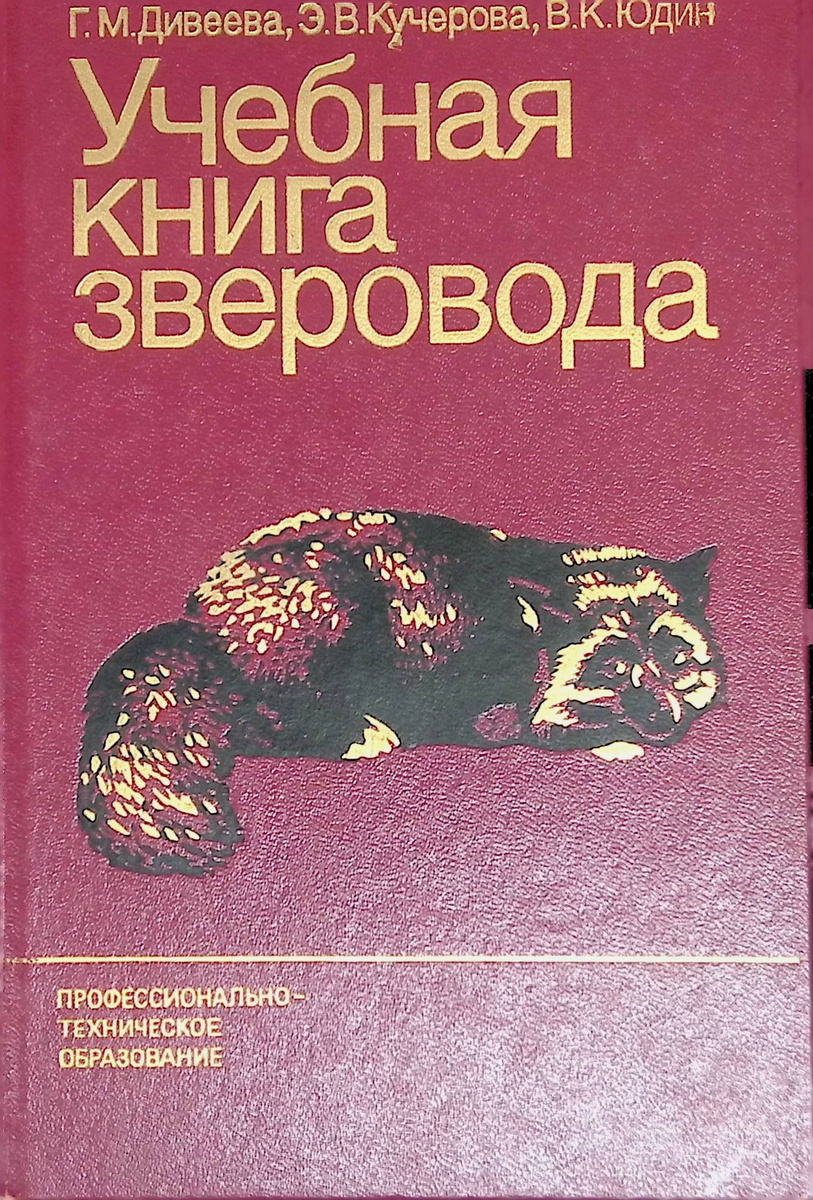 Г.М.Дивеева, Э.В.Кучерова, В.К.Юдин
Учебная
книга
зверовода
ПРОФЕССИОНАЛЬНО-
ТЕХНИЧЕСКОЕ
ОБРАЗОВАНИЕ